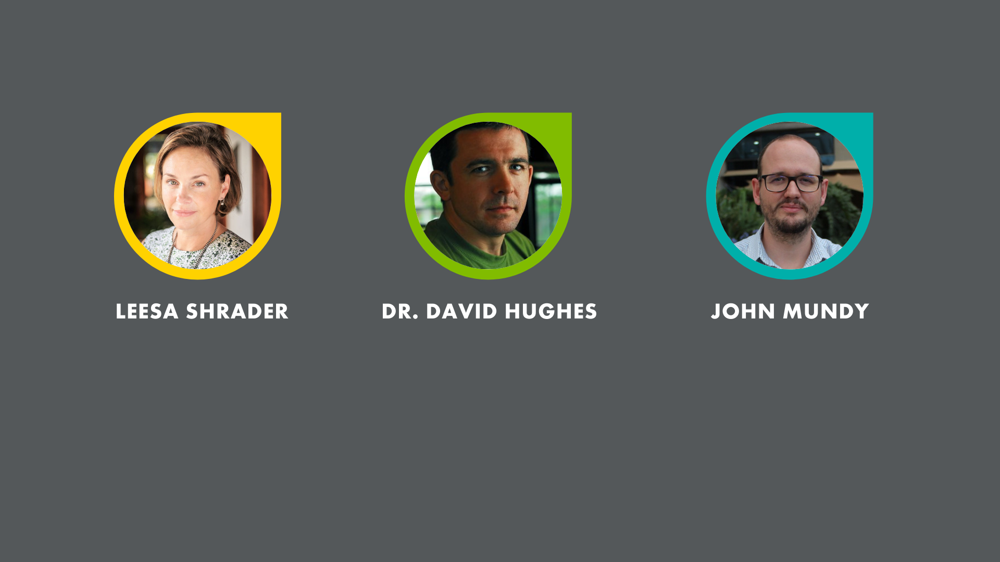 LEESA SHRADER
DR. DAVID HUGHES
JOHN MUNDY